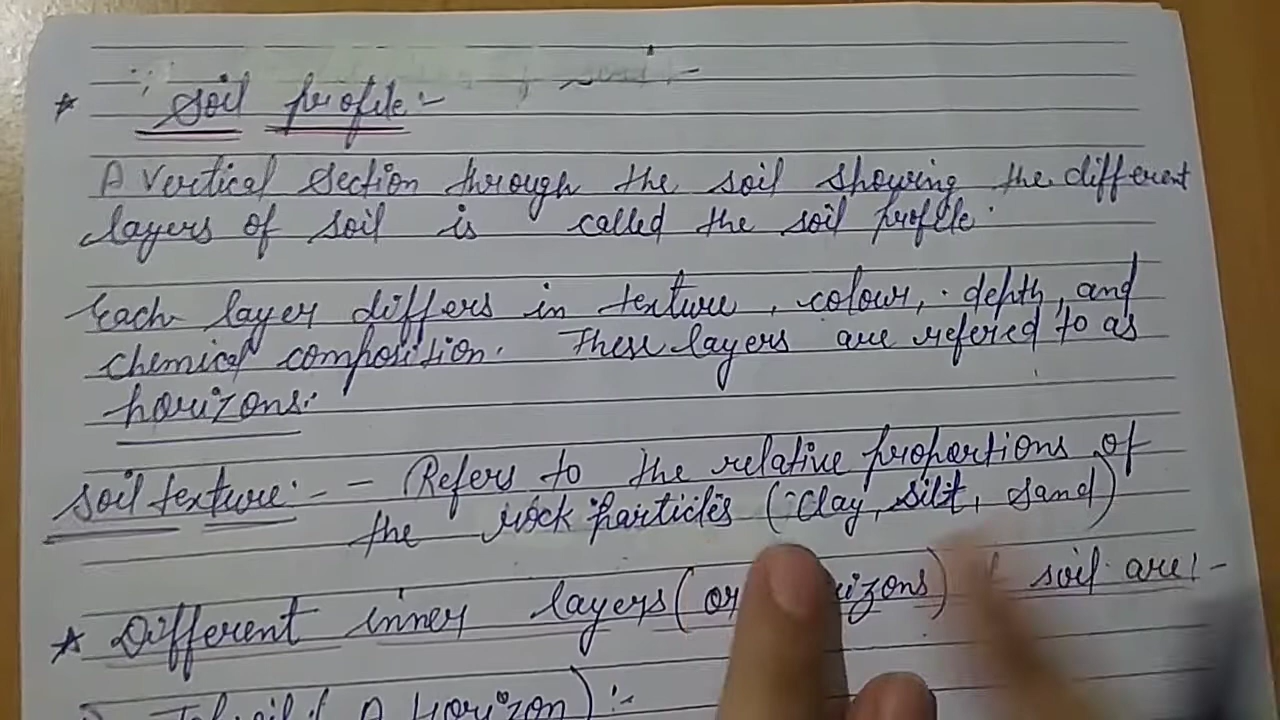 * Soil profile:-
A vertical section through the soil showing the different
layers of soil is called the soil profile.
Each layer differs in texture, colour, depth, and
chemical composition. These layers are refered to as
horizons.
soil texture:- - Refers to the relative proportions of
the rock particles (clay, silt, sand)
* Different inner layers (or soil are:-
Topsoil (A Horizon) :-